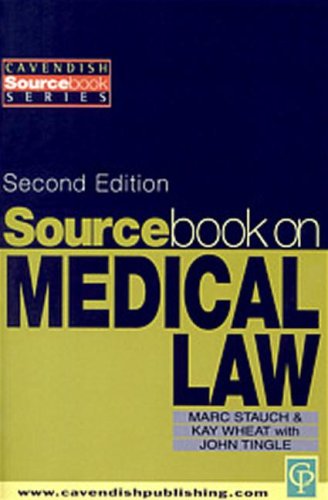 CAVENDISH
Sourcebook
SERIES
Second Edition
Sourcebook on
MEDICAL
LAW
MARC STAUCH &
KAY WHEAT with
JOHN TINGLE
CP
www.cavendishpublishing.com